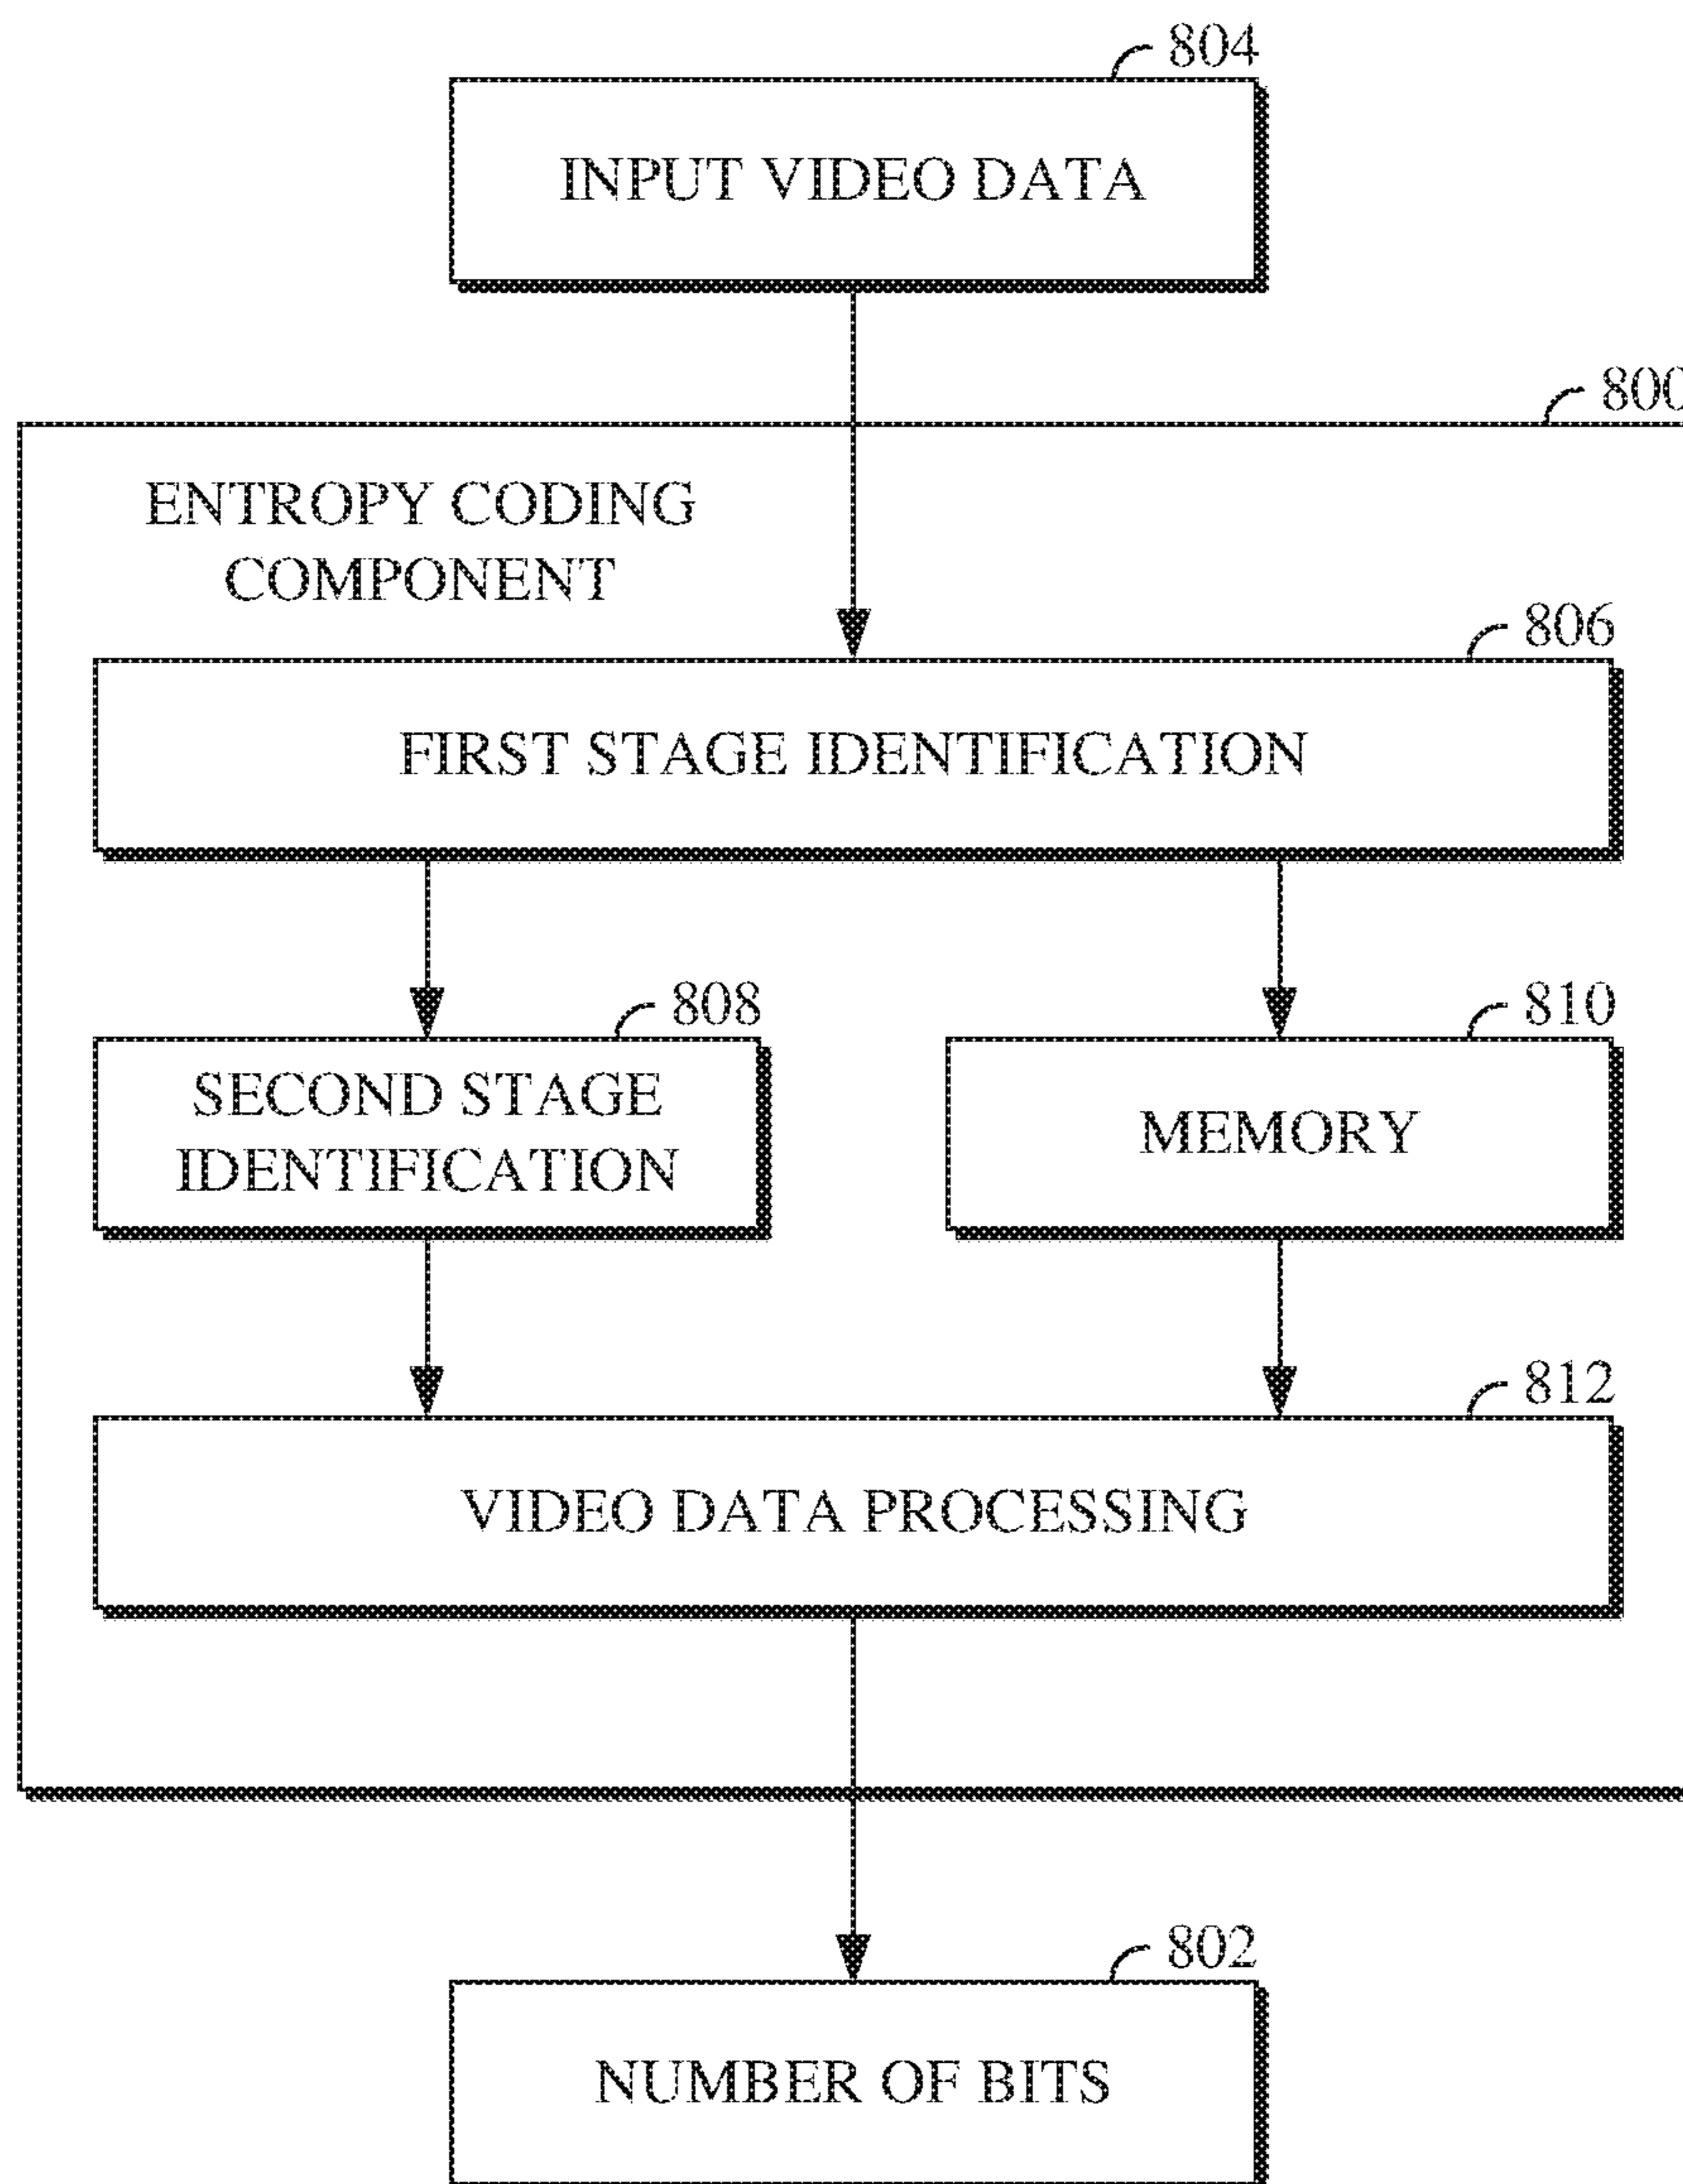 804
INPUT VIDEO DATA
800
ENTROPY CODING
COMPONENT
806
FIRST STAGE IDENTIFICATION
808
SECOND STAGE
IDENTIFICATION
810
MEMORY
812
VIDEO DATA PROCESSING
802
NUMBER OF BITS